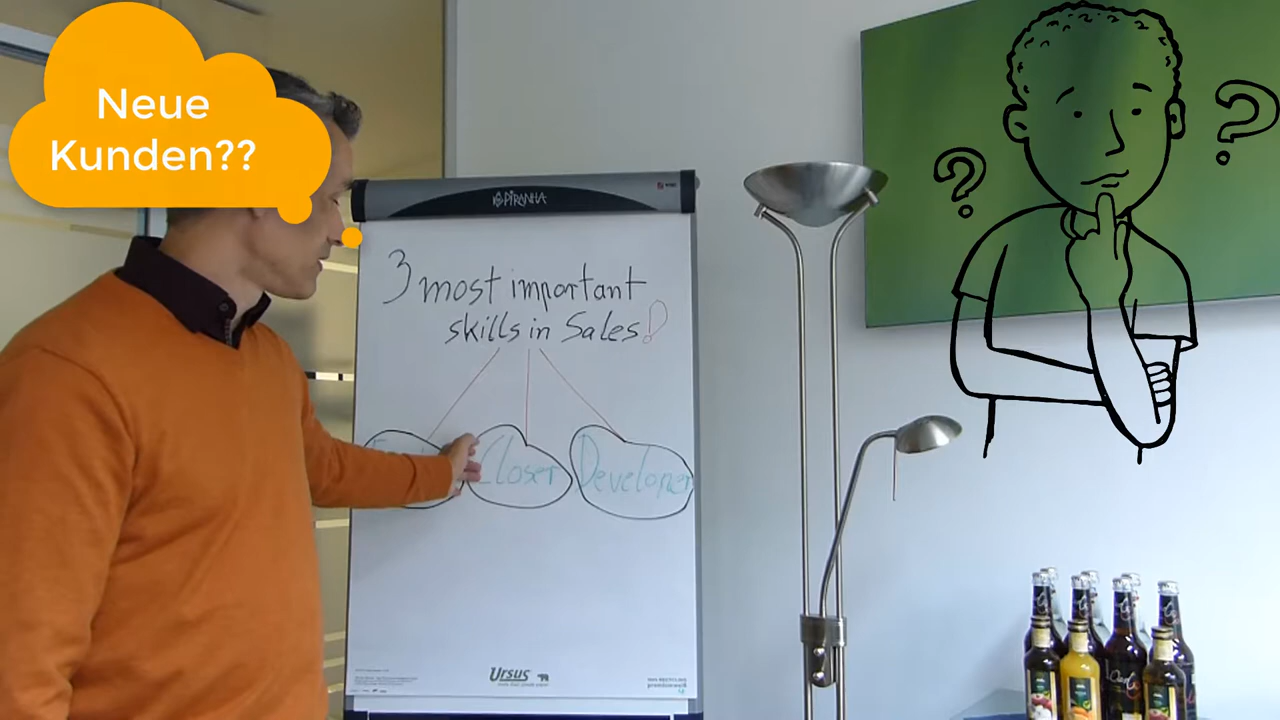 Neue
Kunden??
PIRANHA
3 most important
skills in Sales!
Closer
Developer
Ursus